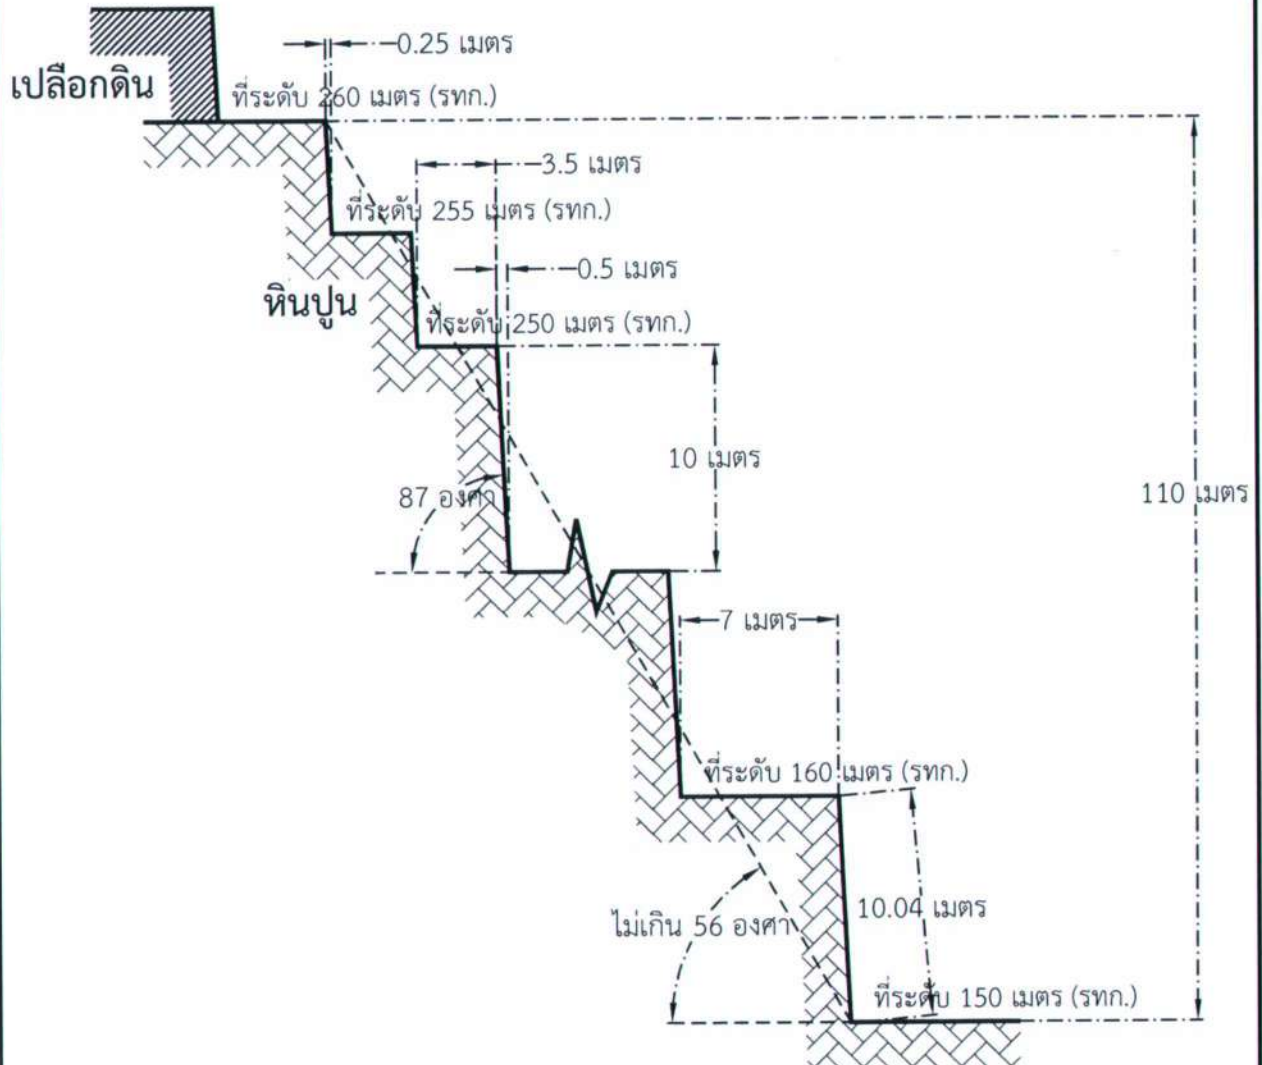 0.25 เมตร
เปลือกดิน
ที่ระดับ 260 เมตร (รทก.)
3.5 เมตร
ที่ระดับ 255 เมตร (รทก.)
0.5 เมตร
หินปูน
ที่ระดับ 250 เมตร (รทก.)
10 เมตร
87 องศา
110 เมตร
7 เมตร
ที่ระดับ 160 เมตร (รทก.)
10.04 เมตร
ไม่เกิน 56 องศา
ที่ระดับ 150 เมตร (รทก.)